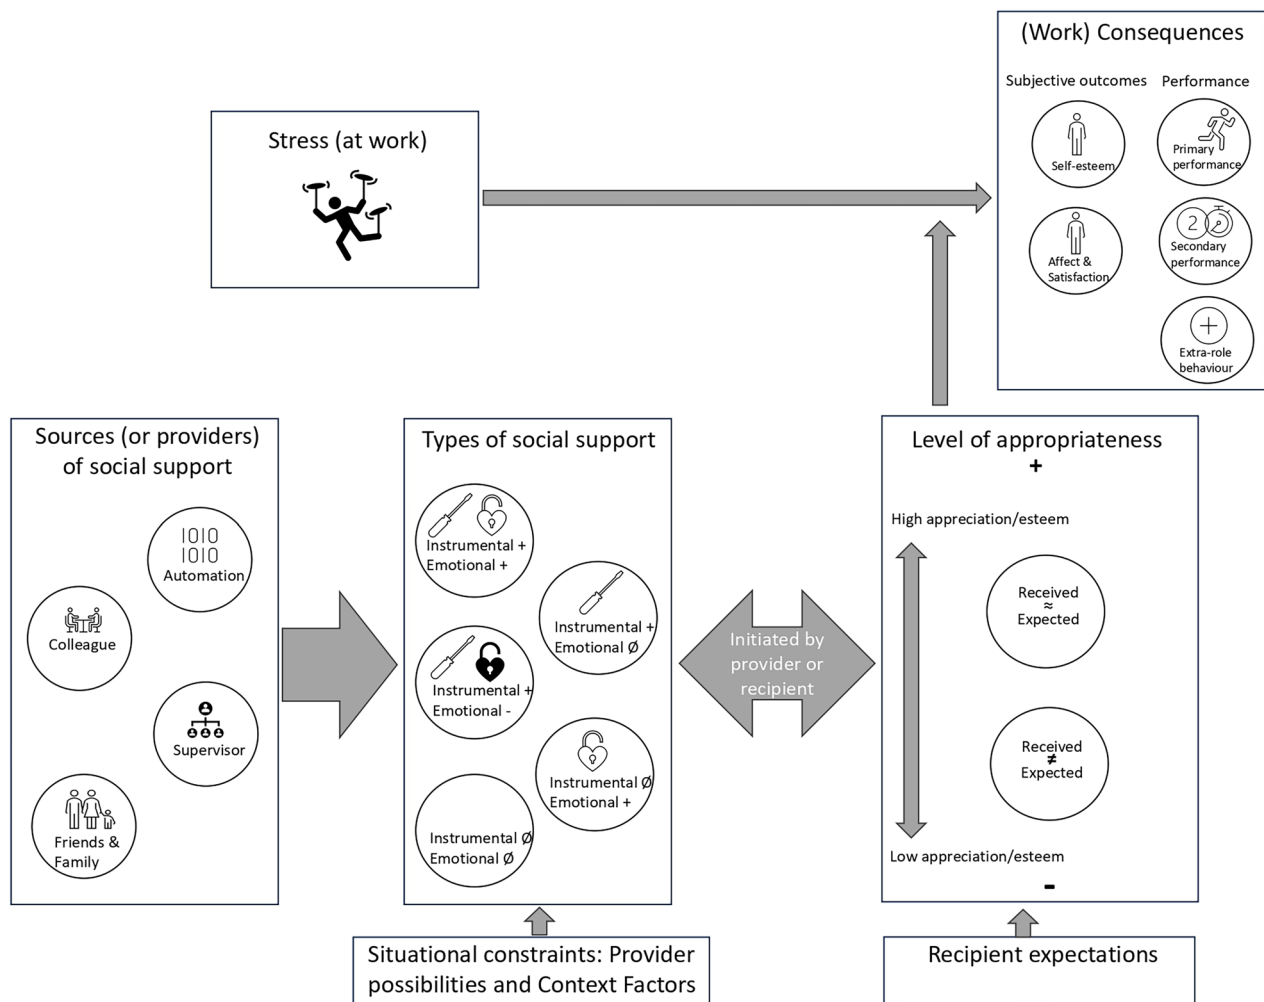 (Work) Consequences
Subjective outcomes
Performance
Self-esteem
Primary
performance
Affect &
Satisfaction
2
Secondary
performance
+
Extra-role
behaviour
Stress (at work)
Sources (or providers)
of social support
IOIO
IOIO
Automation
Colleague
Supervisor
Friends &
Family
Types of social support
Instrumental +
Emotional +
Instrumental +
Emotional Ø
Instrumental +
Emotional -
Instrumental Ø
Emotional +
Instrumental Ø
Emotional Ø
Initiated by
provider or
recipient
Level of appropriateness
+
High appreciation/esteem
Received
≈
Expected
Received
≠
Expected
Low appreciation/esteem
-
Situational constraints: Provider
possibilities and Context Factors
Recipient expectations